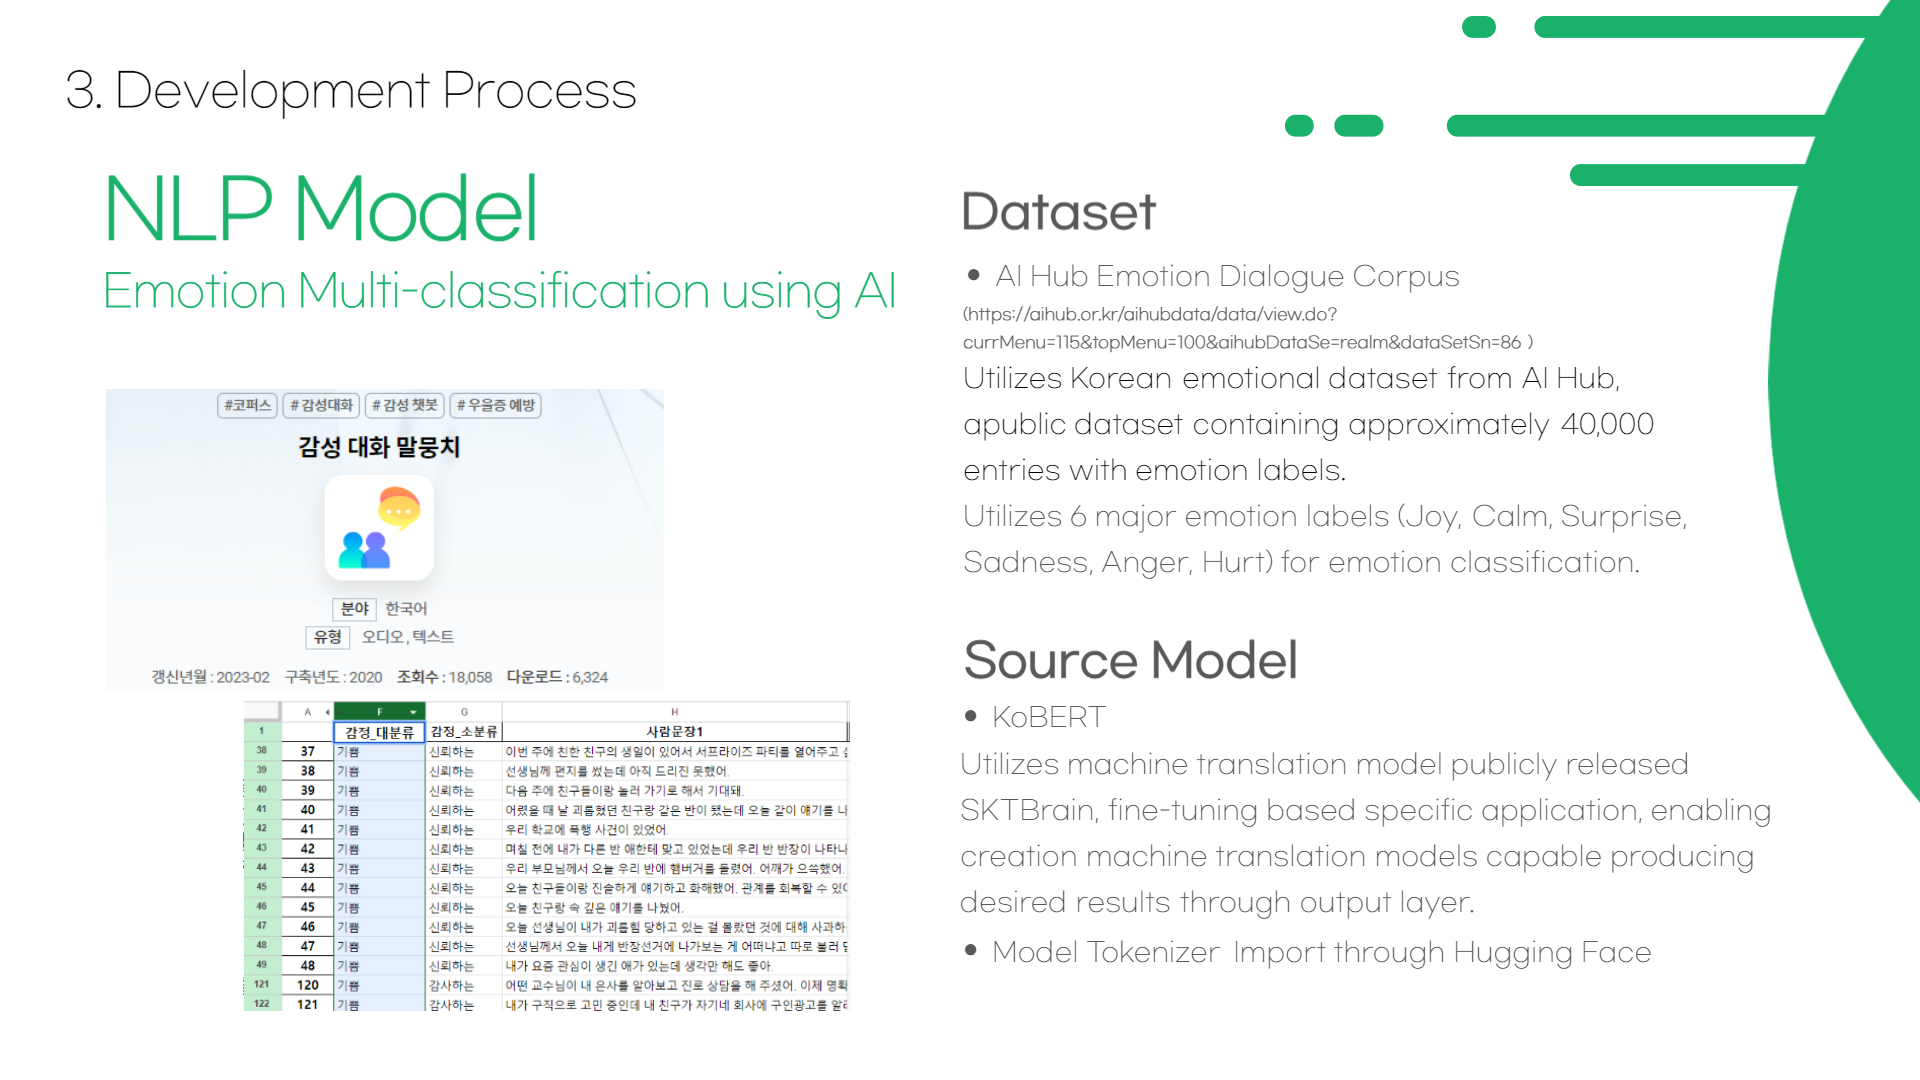 3. Development Process
NLP Model
Emotion Multi-classification using AI
#코퍼스 # 감성대화 # 감성 챗봇 # 우울증 예방
감성 대화 말뭉치
분야 한국어
유형 오디오 , 텍스트
갱신년월 : 2023-02 구축년도 : 2020 조회수 : 18,058 다운로드 : 6,324
A F G H
1 감정_대분류 감정_소분류 사람문장1
38 37 기쁨 신뢰하는 이번 주에 친한 친구의 생일이 있어서 서프라이즈 파티를 열어주고
39 38 기쁨 신뢰하는 선생님께 편지를 썼는데 아직 드리진 못했어.
40 39 기쁨 신뢰하는 다음 주에 친구들이랑 놀러 가기로 해서 기대돼.
41 40 기쁨 신뢰하는 어렸을 때 날 괴롭혔던 친구랑 같은 반이 됐는데 오늘 같이 얘기를
42 41 기쁨 신뢰하는 우리 학교에 폭행 사건이 있었어.
43 42 기쁨 신뢰하는 며칠 전에 내가 다른 반 애한테 맞고 있었는데 우리 반 반장이
44 43 기쁨 신뢰하는 우리 부모님께서 오늘 우리 반에 햄버거를 돌렸어. 어깨가 으쓱했어.
45 44 기쁨 신뢰하는 오늘 친구들이랑 진솔하게 얘기하고 화해했어. 관계를 회복할 수
46 45 기쁨 신뢰하는 오늘 친구랑 속 깊은 얘기를 나눴어.
47 46 기쁨 신뢰하는 오늘 선생님이 내가 괴롭힘 당하고 있는 걸 몰랐던 것에 대해
48 47 기쁨 신뢰하는 선생님께서 오늘 내게 반장선거에 나가보는 게 어떠냐고 따로 불러
49 48 기쁨 신뢰하는 내가 요즘 관심이 생긴 애가 있는데 생각만 해도 좋아.
121 120 기쁨 감사하는 어떤 교수님이 내 은사를 알아보고 진로 상담을 해 주셨어. 이제
122 121 기쁨 감사하는 내가 구직으로 고민 중인데 내 친구가 자기네 회사에 구인광고를
Dataset
• AI Hub Emotion Dialogue Corpus
(https://aihub.or.kr/aihubdata/data/view.do?
currMenu=115&topMenu=100&aihubDataSe=realm&dataSetSn=86 )
Utilizes Korean emotional dataset from AI Hub,
apublic dataset containing approximately 40,000
entries with emotion labels.
Utilizes 6 major emotion labels (Joy, Calm, Surprise,
Sadness, Anger, Hurt) for emotion classification.
Source Model
• KoBERT
Utilizes machine translation model publicly released
SKTBrain, fine-tuning based specific application, enabling
creation machine translation models capable producing
desired results through output layer.
• Model Tokenizer Import through Hugging Face